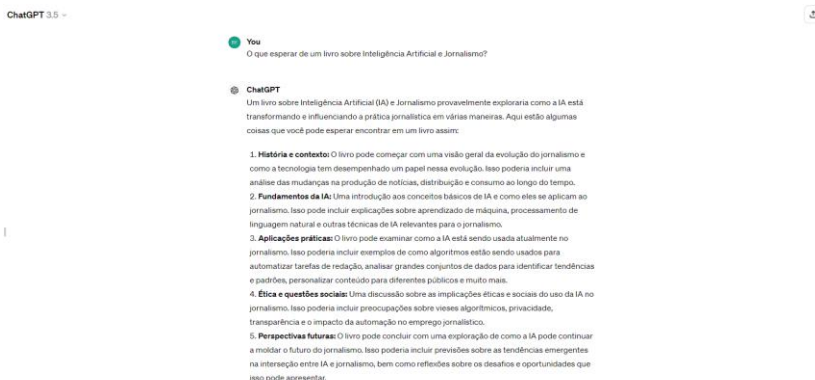 ChatGPT 3.5
You
O que esperar de um livro sobre Inteligência Artificial e Jornalismo?
ChatGPT
Um livro sobre Inteligência Artificial (IA) e Jornalismo provavelmente exploraria como a IA está
transformando e influenciando a prática jornalística em várias maneiras. Aqui estão algumas
coisas que você pode esperar encontrar em um livro assim:
1. História e contexto: O livro pode começar com uma visão geral da evolução do jornalismo e
como a tecnologia tem desempenhado um papel nessa evolução. Isso poderia incluir uma
análise das mudanças na produção de notícias, distribuição e consumo ao longo do tempo.
2. Fundamentos da IA: Uma introdução aos conceitos básicos de IA e como eles se aplicam ao
jornalismo. Isso pode incluir explicações sobre aprendizado de máquina, processamento de
linguagem natural e outras técnicas de IA relevantes para o jornalismo.
3. Aplicações práticas: O livro pode examinar como a IA está sendo usada atualmente no
jornalismo. Isso poderia incluir exemplos de como algoritmos estão sendo usados para
automatizar tarefas de redação, analisar grandes conjuntos de dados para identificar tendências
e padrões, personalizar conteúdo para diferentes públicos e muito mais.
4. Ética e questões sociais: Uma discussão sobre as implicações éticas e sociais do uso da IA no
jornalismo. Isso poderia incluir preocupações sobre vieses algorítmicos, privacidade,
transparência e o impacto da automação no emprego jornalístico.
5. Perspectivas futuras: O livro pode concluir com uma exploração de como a IA pode continuar
a moldar o futuro do jornalismo. Isso poderia incluir previsões sobre as tendências emergentes
na interseção entre IA e jornalismo, bem como reflexões sobre os desafios e oportunidades que
isso pode apresentar.